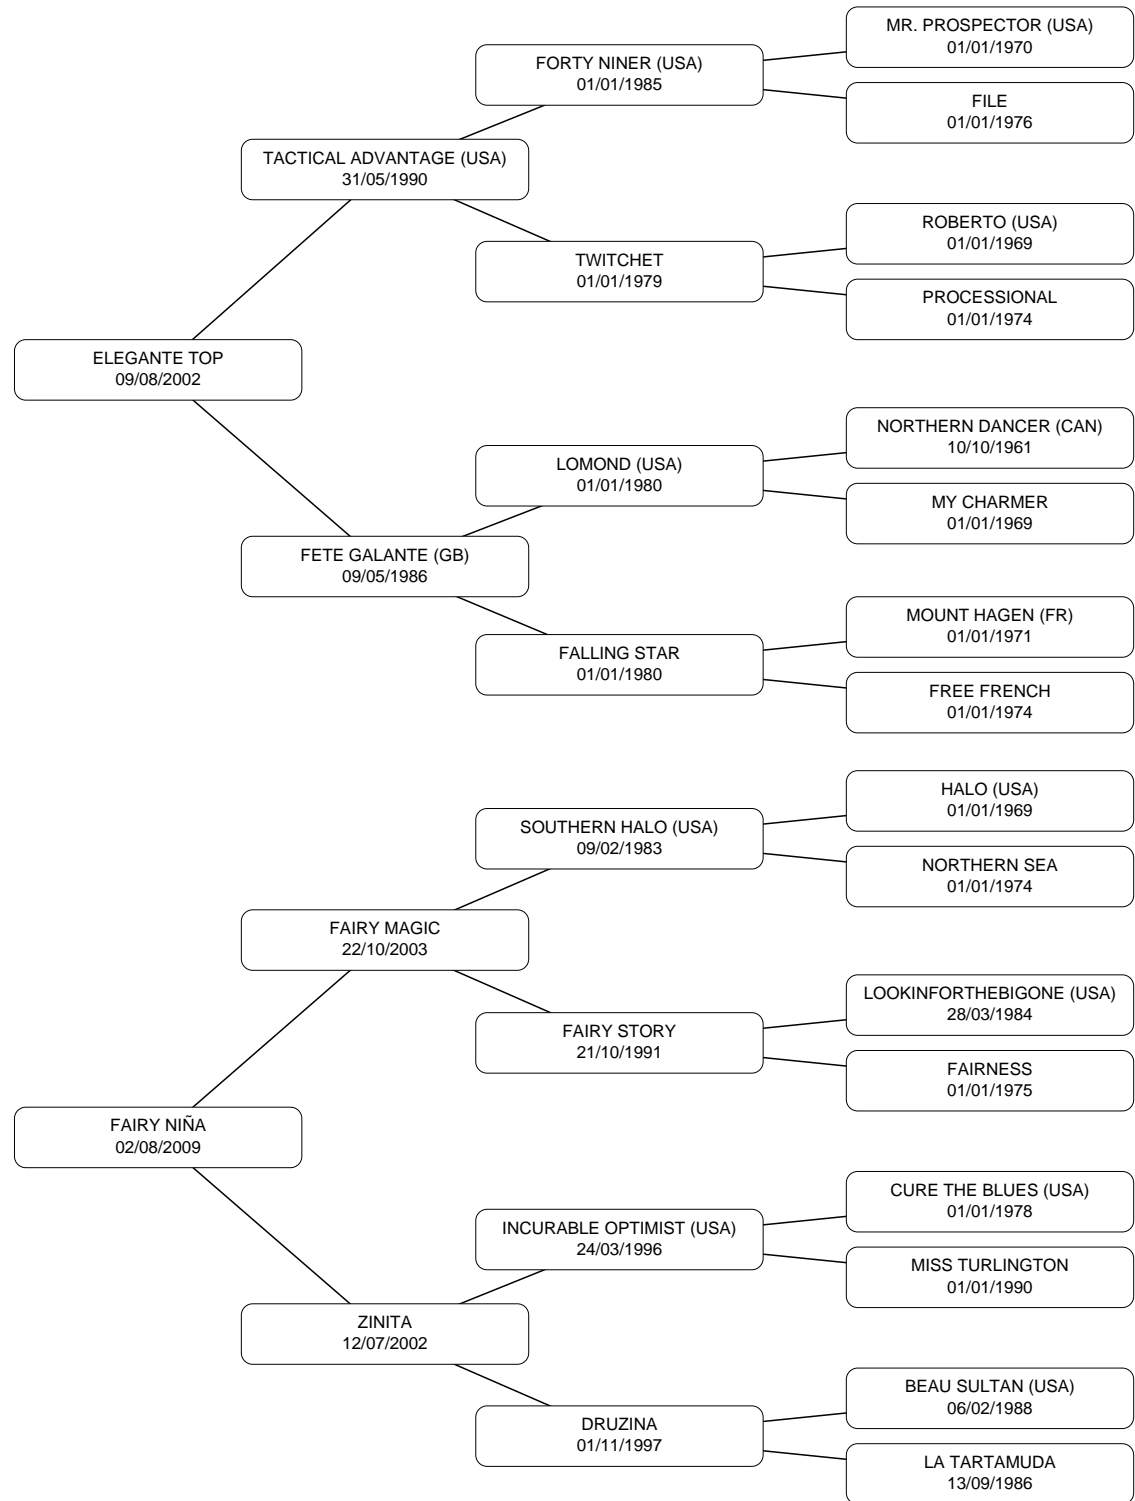 MR. PROSPECTOR (USA)
01/01/1970
FORTY NINER (USA)
01/01/1985
FILE
01/01/1976
TACTICAL ADVANTAGE (USA)
31/05/1990
ROBERTO (USA)
01/01/1969
TWITCHET
01/01/1979
PROCESSIONAL
01/01/1974
ELEGANTE TOP
09/08/2002
NORTHERN DANCER (CAN)
10/10/1961
LOMOND (USA)
01/01/1980
MY CHARMER
01/01/1969
FETE GALANTE (GB)
09/05/1986
MOUNT HAGEN (FR)
01/01/1971
FALLING STAR
01/01/1980
FREE FRENCH
01/01/1974
HALO (USA)
01/01/1969
SOUTHERN HALO (USA)
09/02/1983
NORTHERN SEA
01/01/1974
FAIRY MAGIC
22/10/2003
LOOKINFORTHEBIGONE (USA)
28/03/1984
FAIRY STORY
21/10/1991
FAIRNESS
01/01/1975
FAIRY NIÑA
02/08/2009
CURE THE BLUES (USA)
01/01/1978
INCURABLE OPTIMIST (USA)
24/03/1996
MISS TURLINGTON
01/01/1990
ZINITA
12/07/2002
BEAU SULTAN (USA)
06/02/1988
DRUZINA
01/11/1997
LA TARTAMUDA
13/09/1986